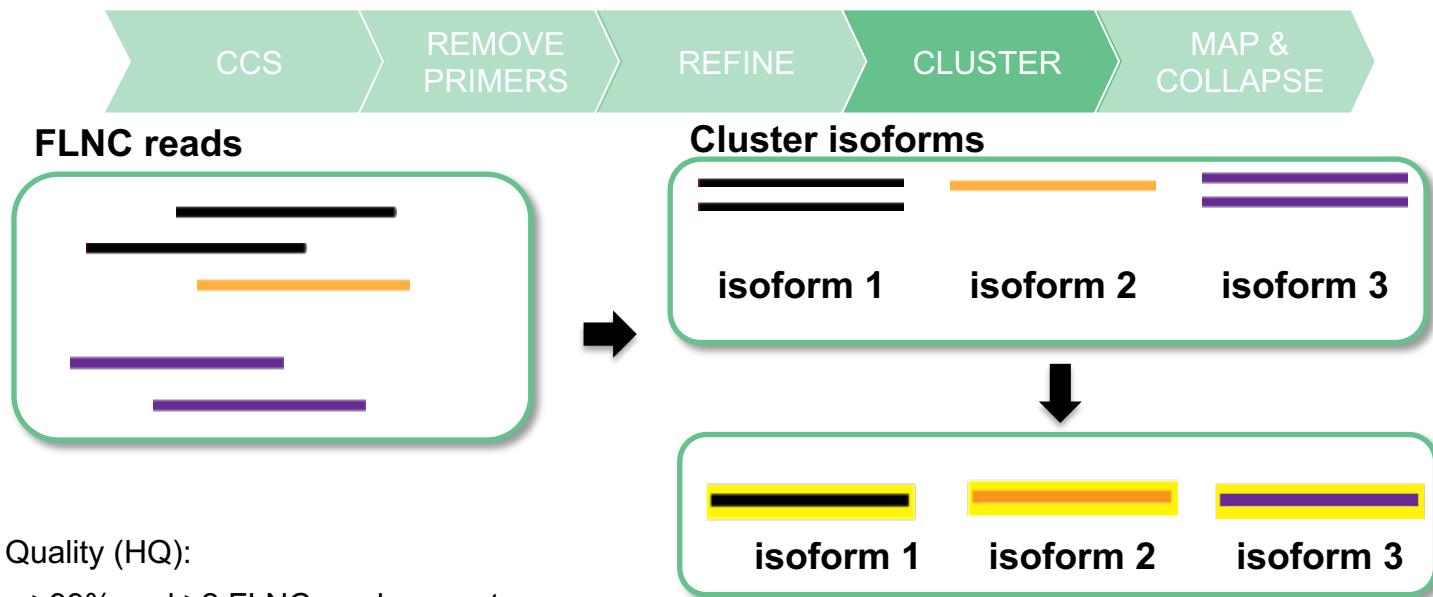 CCS
REMOVE
PRIMERS
REFINE
CLUSTER
MAP &
COLLAPSE
FLNC reads
Cluster isoforms
isoform 1 isoform 2 isoform 3
isoform 1 isoform 2 isoform 3
Quality (HQ):